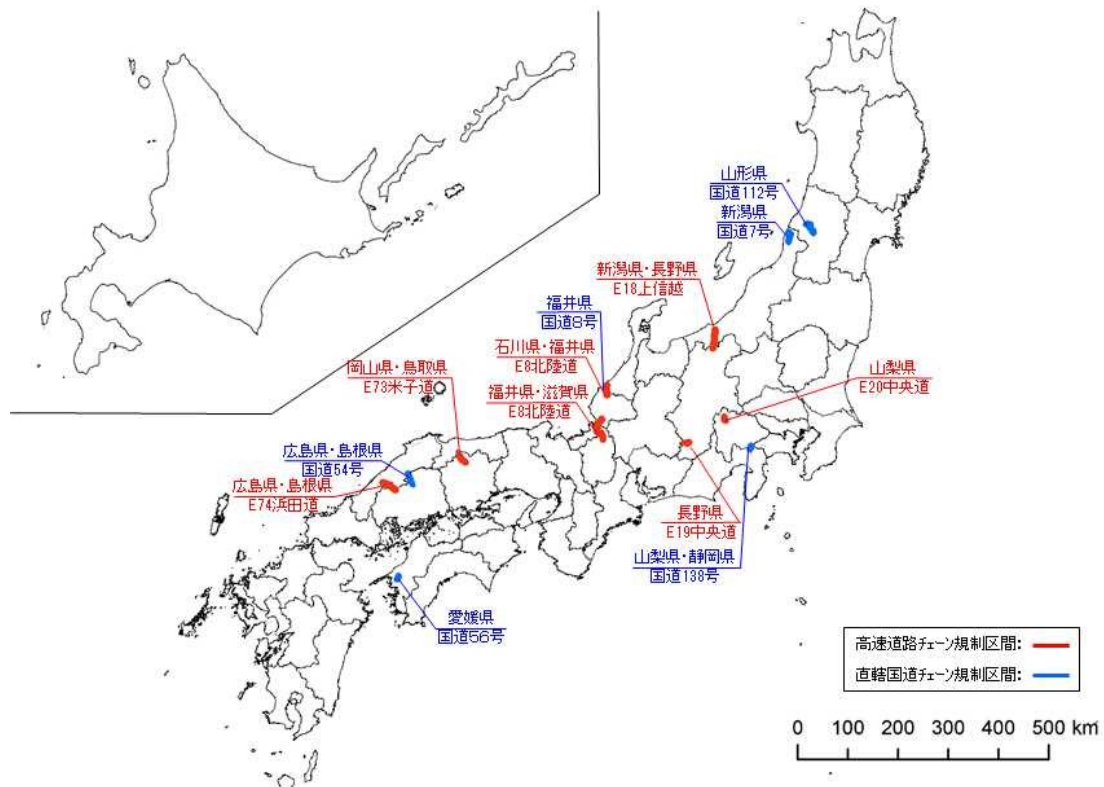 山形県
国道112号
新潟県
国道7号
新潟県・長野県
E18上信越
福井県
国道8号
石川県・福井県
E8北陸道
岡山県・鳥取県
E73米子道
山梨県
E20中央道
福井県・滋賀県
E8北陸道
広島県・島根県
国道54号
広島県・島根県
E74浜田道
長野県
E19中央道
山梨県・静岡県
国道138号
愛媛県
国道56号
高速道路チェーン規制区間:
直轄国道チェーン規制区間:
0 100 200 300 400 500 km